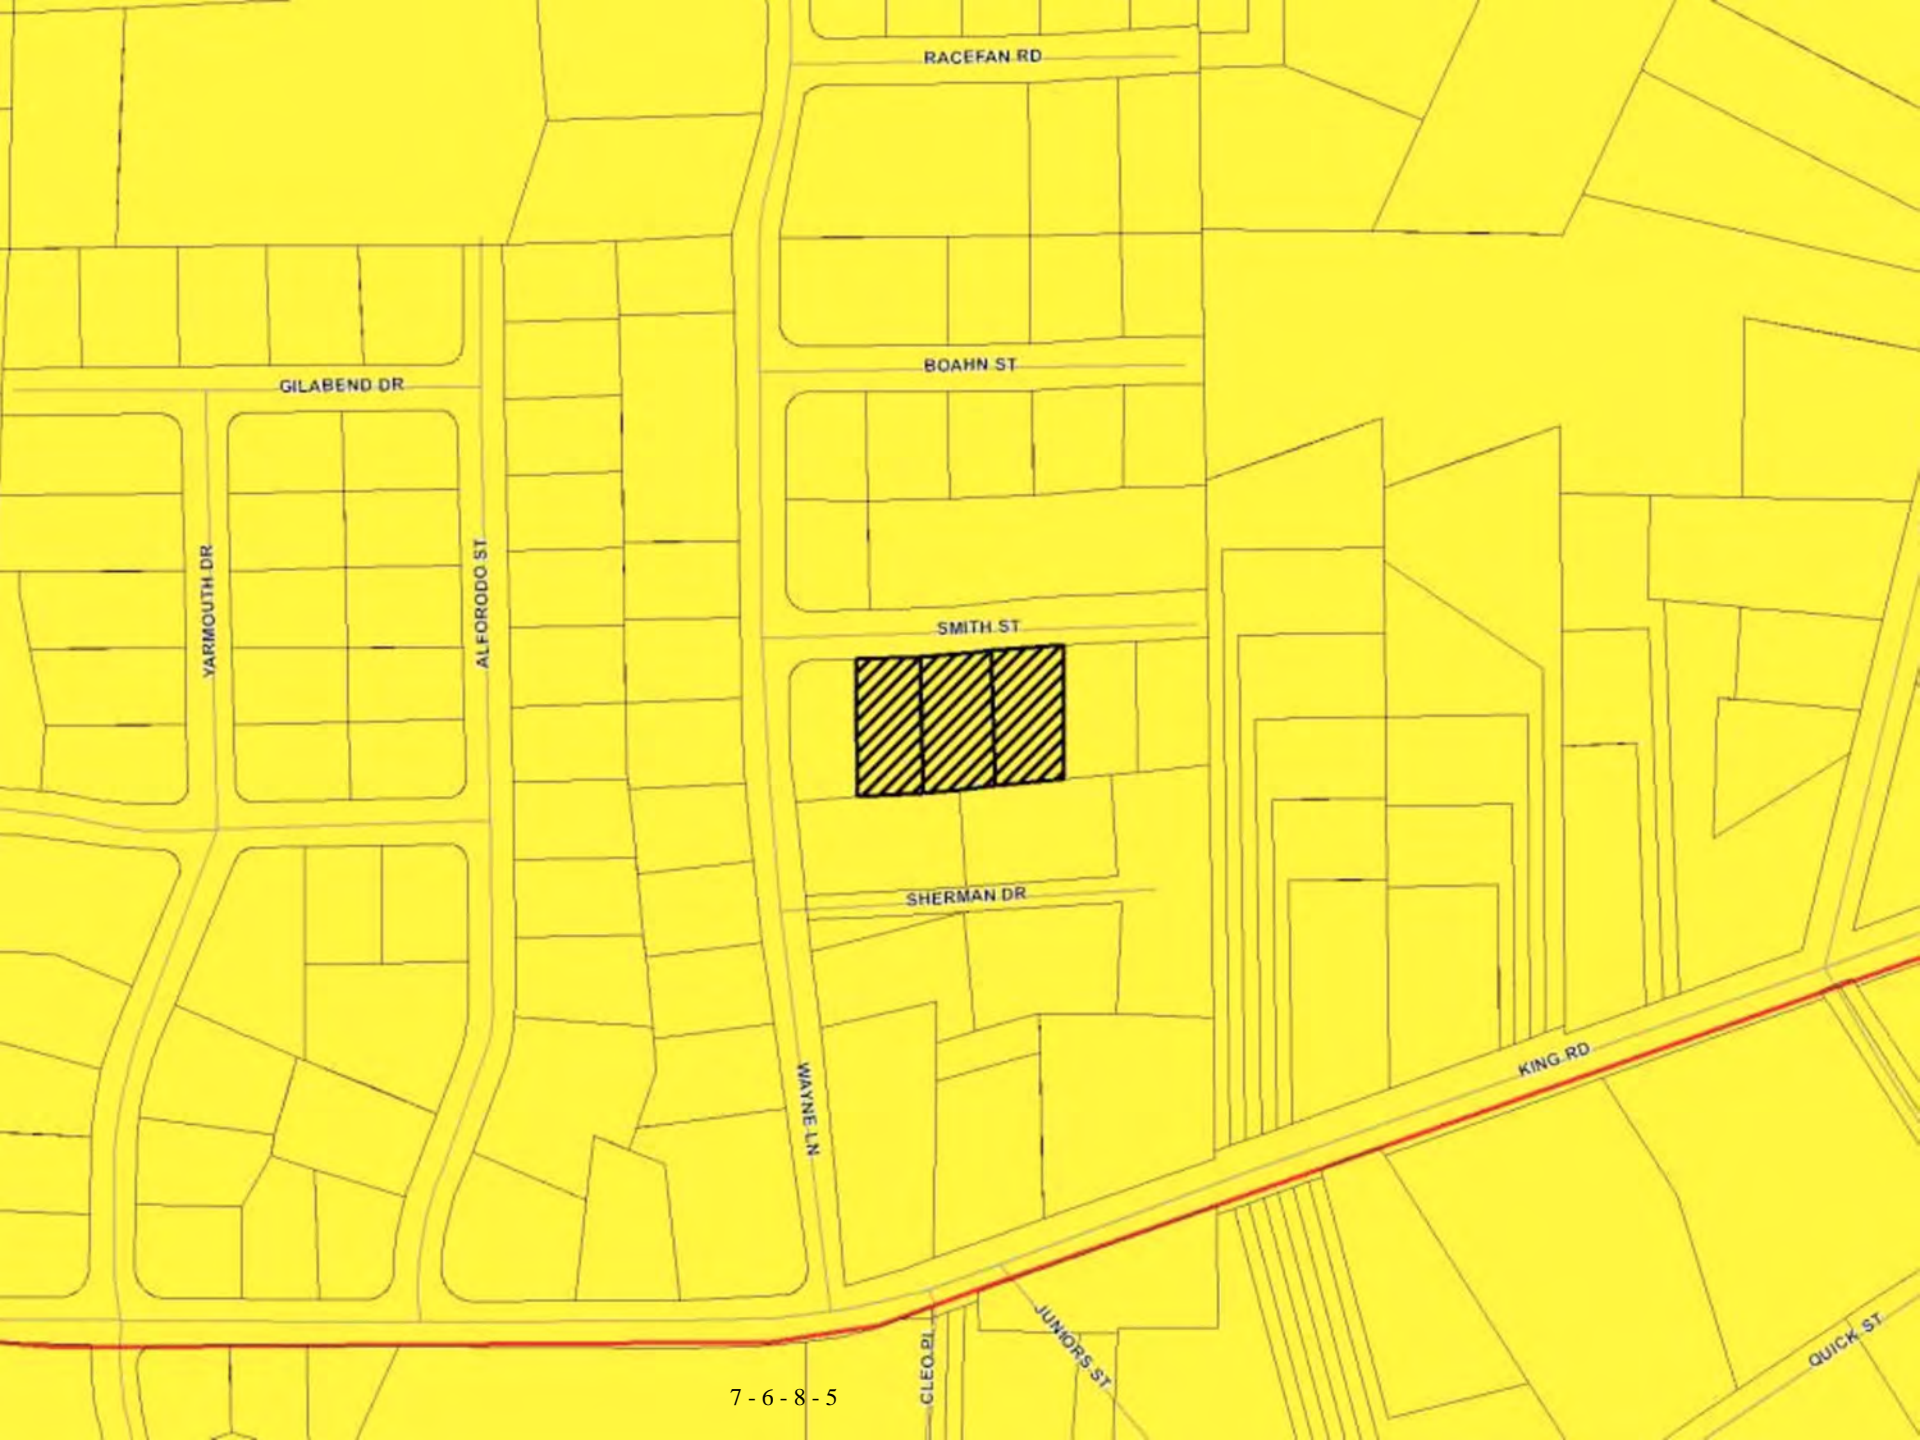 RACEFAN RD
BOAHN ST
GILABEND DR
YARMOUTH DR
ALFORODO ST
SMITH ST
SHERMAN DR
WAYNE LN
KING RD
JUNIORS ST
QUICK ST
CLEO PL
7 - 6 - 8 - 5